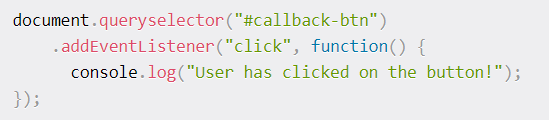 document.queryselector("#callback-btn")
    .addEventListener("click", function() {
      console.log("User has clicked on the button!");
});